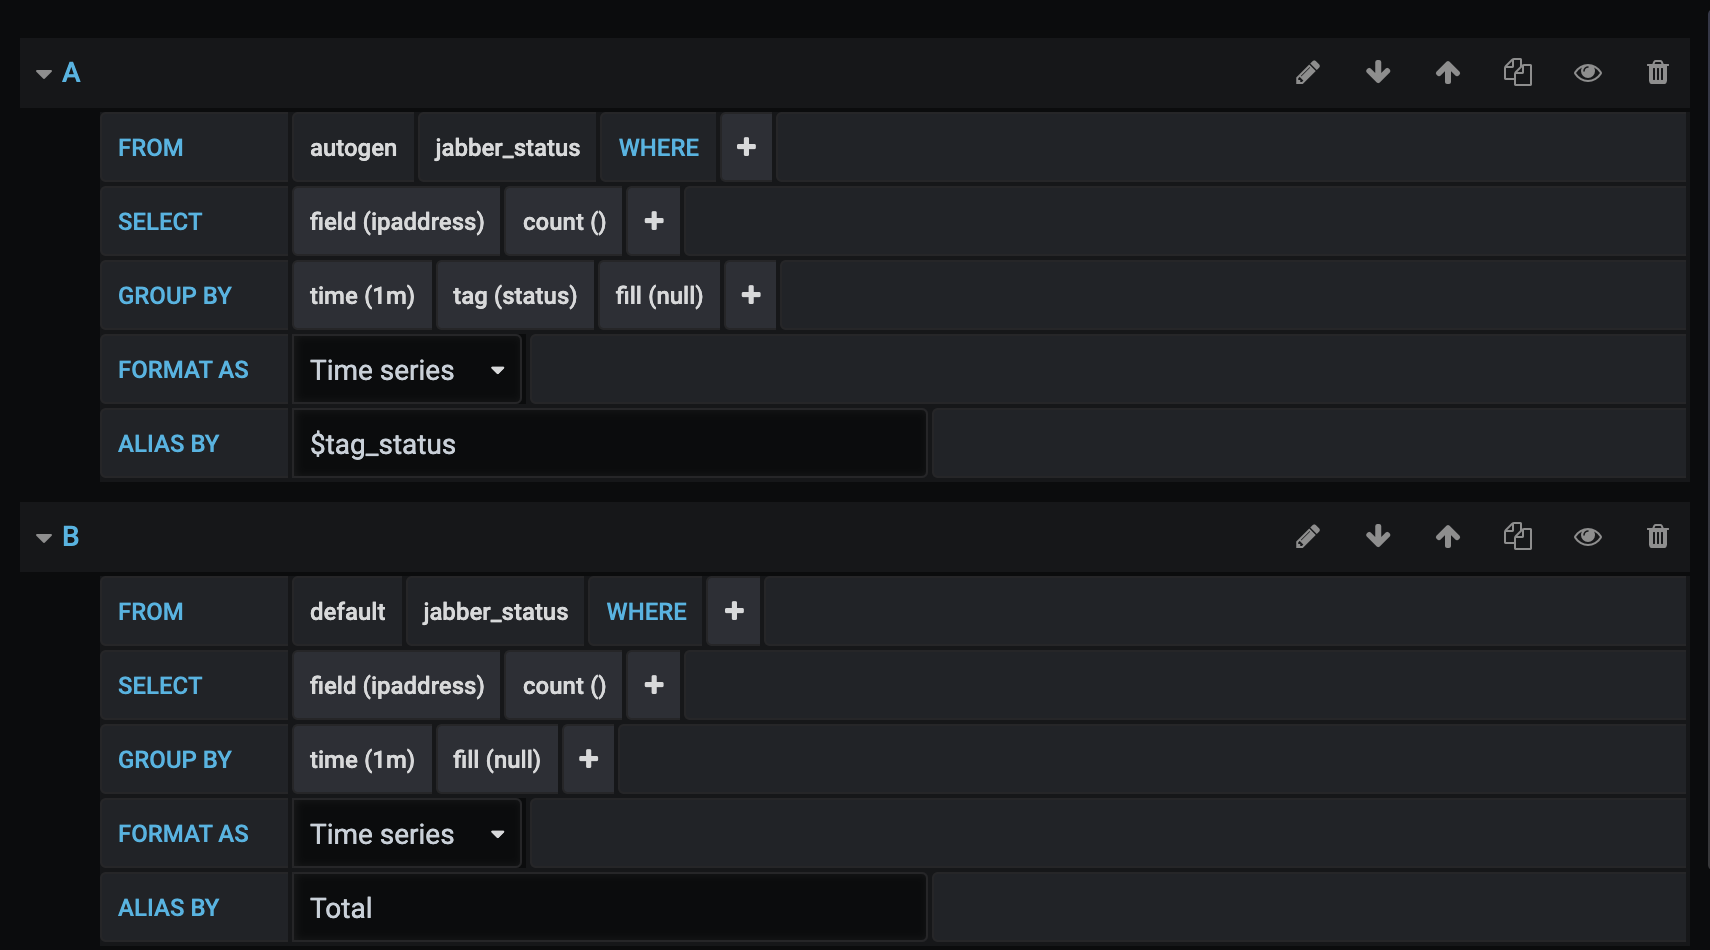 A
FROM autogen jabber_status WHERE +
SELECT field (ipaddress) count () +
GROUP BY time (1m) tag (status) fill (null) +
FORMAT AS Time series
ALIAS BY $tag_status
B
FROM default jabber_status WHERE +
SELECT field (ipaddress) count () +
GROUP BY time (1m) fill (null) +
FORMAT AS Time series
ALIAS BY Total